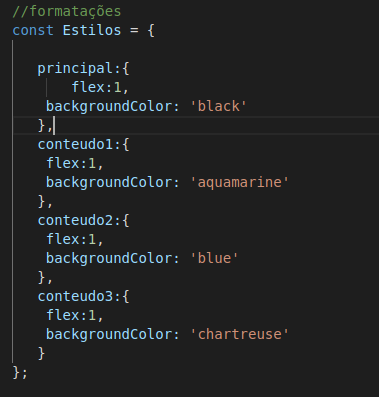 //formatações
const Estilos = {
principal:{
flex:1,
backgroundColor: 'black'
},
conteudo1:{
flex:1,
backgroundColor: 'aquamarine'
},
conteudo2:{
flex:1,
backgroundColor: 'blue'
},
conteudo3:{
flex:1,
backgroundColor: 'chartreuse'
}
};